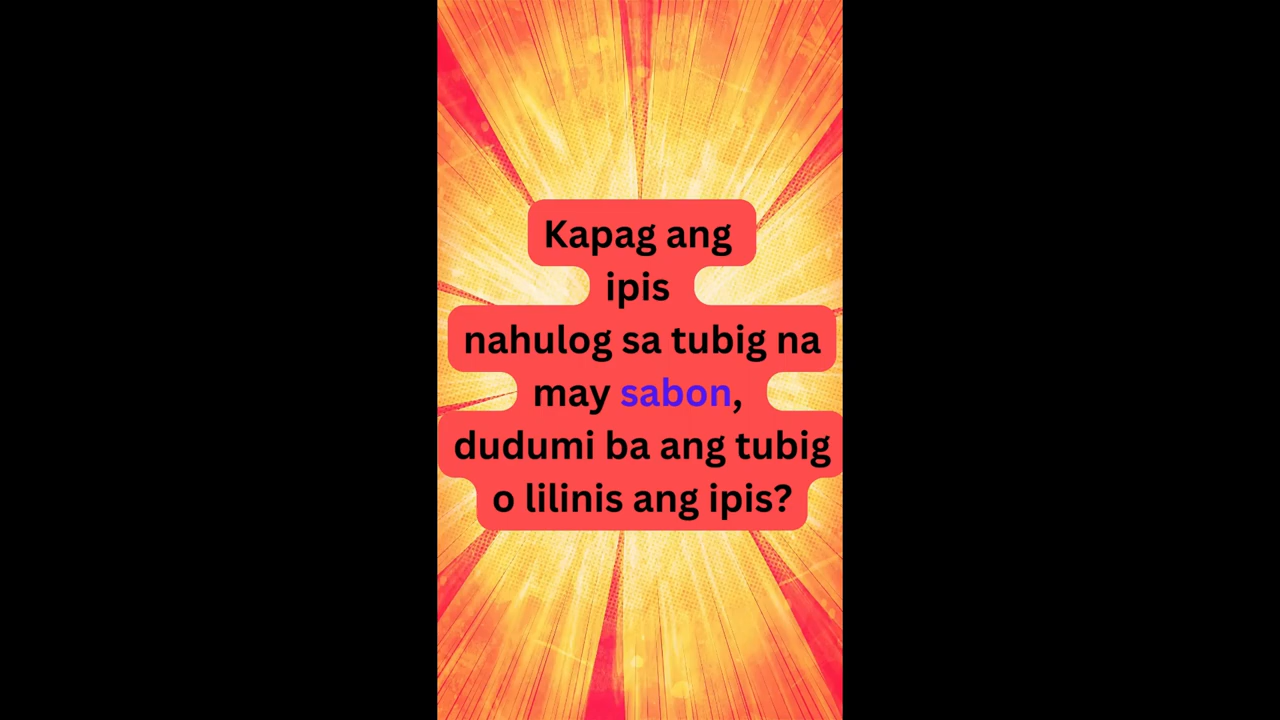 Kapag ang
ipis
nahulog sa tubig na
may sabon,
dudumi ba ang tubig
o lilinis ang ipis?